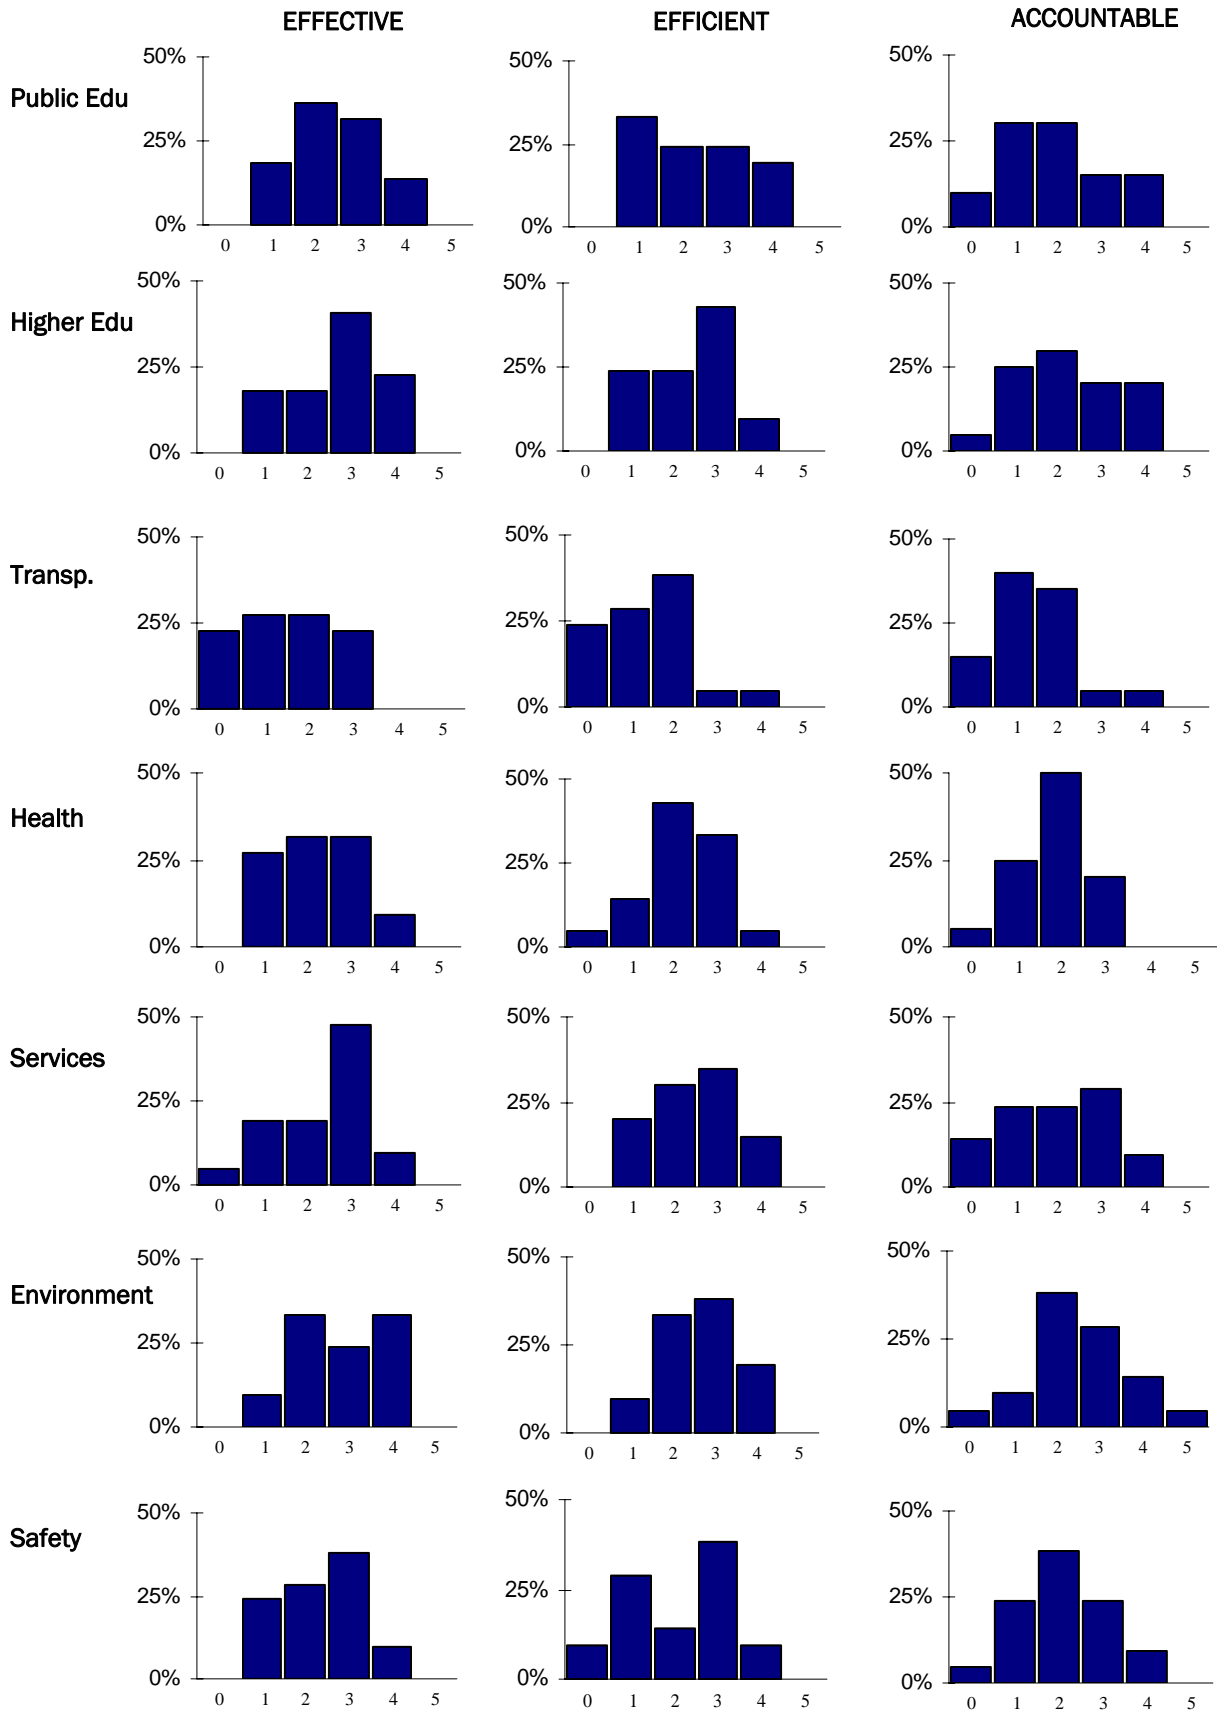 EFFECTIVE EFFICIENT ACCOUNTABLE
Public Edu
50% 50% 50%
25% 25% 25%
0% 0% 0%
0 1 2 3 4 5 0 1 2 3 4 5 0 1 2 3 4 5
Higher Edu
50% 50% 50%
25% 25% 25%
0% 0% 0%
0 1 2 3 4 5 0 1 2 3 4 5 0 1 2 3 4 5
Transp.
50% 50% 50%
25% 25% 25%
0% 0% 0%
0 1 2 3 4 5 0 1 2 3 4 5 0 1 2 3 4 5
Health
50% 50% 50%
25% 25% 25%
0% 0% 0%
0 1 2 3 4 5 0 1 2 3 4 5 0 1 2 3 4 5
Services
50% 50% 50%
25% 25% 25%
0% 0% 0%
0 1 2 3 4 5 0 1 2 3 4 5 0 1 2 3 4 5
Environment
50% 50% 50%
25% 25% 25%
0% 0% 0%
0 1 2 3 4 5 0 1 2 3 4 5 0 1 2 3 4 5
Safety
50% 50% 50%
25% 25% 25%
0% 0% 0%
0 1 2 3 4 5 0 1 2 3 4 5 0 1 2 3 4 5